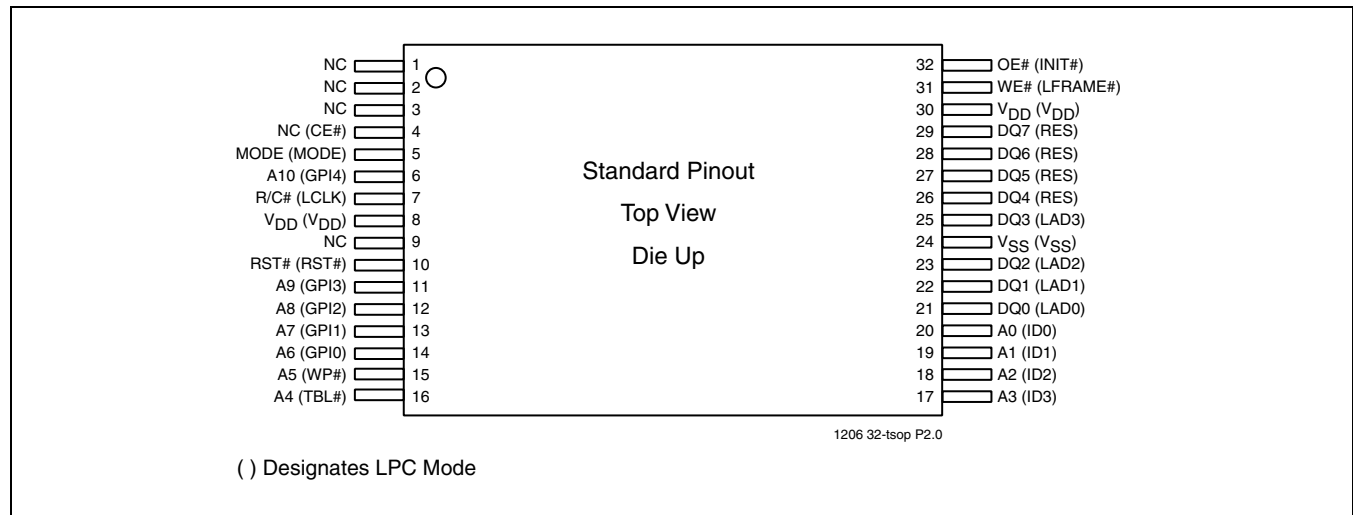 NC 1
NC 2
NC 3
NC (CE#) 4
MODE (MODE) 5
A10 (GPI4) 6
R/C# (LCLK) 7
VDD (VDD) 8
NC 9
RST# (RST#) 10
A9 (GPI3) 11
A8 (GPI2) 12
A7 (GPI1) 13
A6 (GPI0) 14
A5 (WP#) 15
A4 (TBL#) 16
Standard Pinout
Top View
Die Up
32 OE# (INIT#)
31 WE# (LFRAME#)
30 VDD (VDD)
29 DQ7 (RES)
28 DQ6 (RES)
27 DQ5 (RES)
26 DQ4 (RES)
25 DQ3 (LAD3)
24 VSS (VSS)
23 DQ2 (LAD2)
22 DQ1 (LAD1)
21 DQ0 (LAD0)
20 A0 (ID0)
19 A1 (ID1)
18 A2 (ID2)
17 A3 (ID3)
1206 32-tsop P2.0
( ) Designates LPC Mode